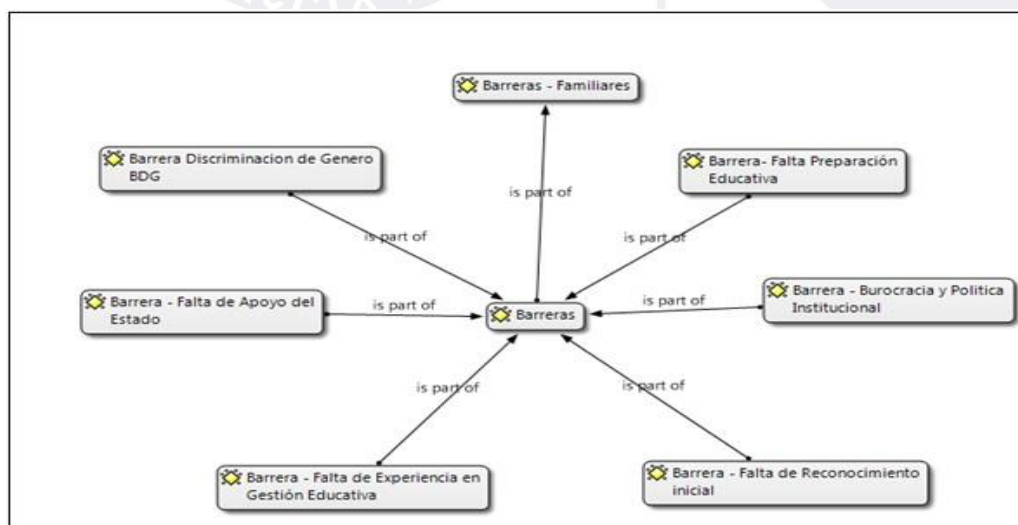 Barreras - Familiares
Barrera Discriminacion de Genero
BDG
Barrera- Falta Preparación
Educativa
is part of
is part of
is part of
Barrera - Falta de Apoyo del
Estado
is part of
Barreras
is part of
Barrera - Burocracia y Politica
Institucional
is part of
is part of
Barrera - Falta de Experiencia en
Gestión Educativa
Barrera - Falta de Reconocimiento
inicial